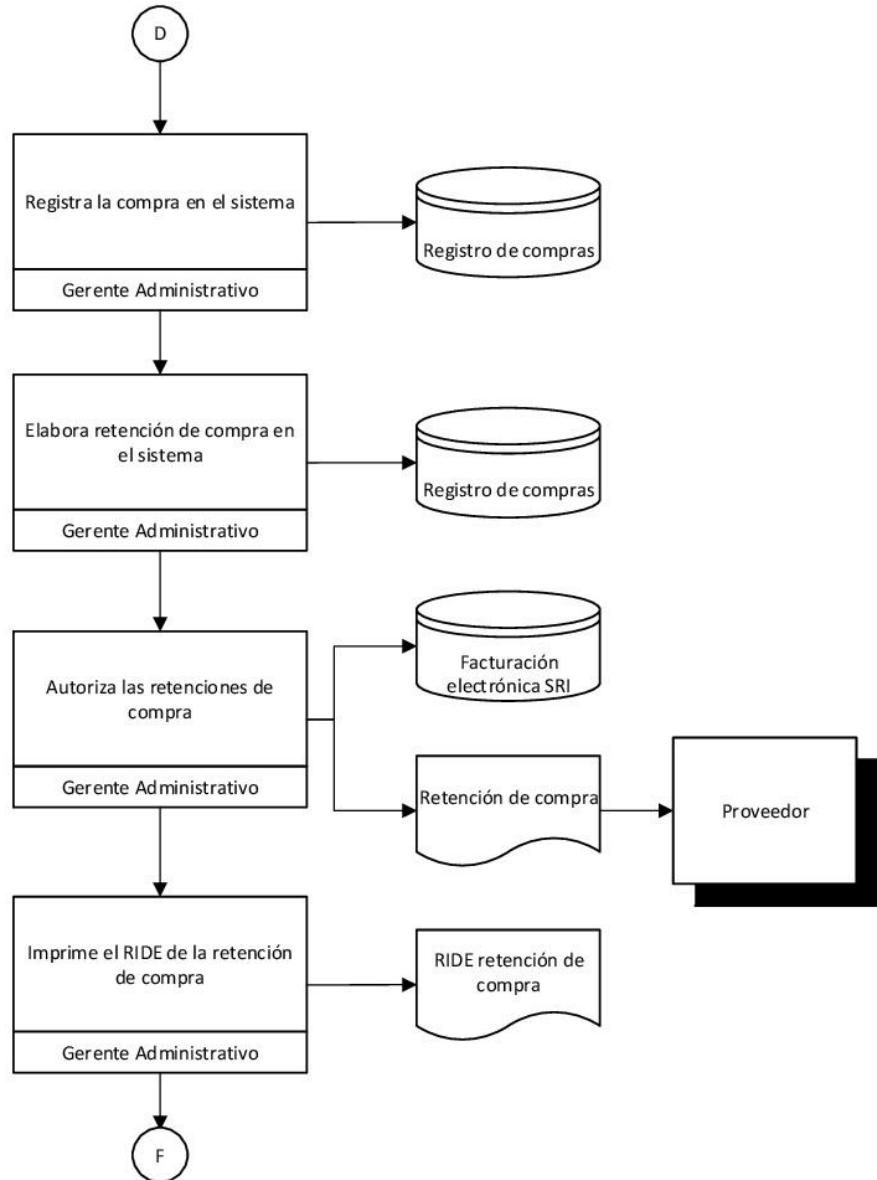 D
Registra la compra en el sistema
Registro de compras
Gerente Administrativo
Elabora retención de compra en
el sistema
Registro de compras
Gerente Administrativo
Autoriza las retenciones de
compra
Facturación
electrónica SRI
Gerente Administrativo
Retención de compra
Proveedor
Imprime el RIDE de la retención
de compra
RIDE retención de
compra
Gerente Administrativo
F